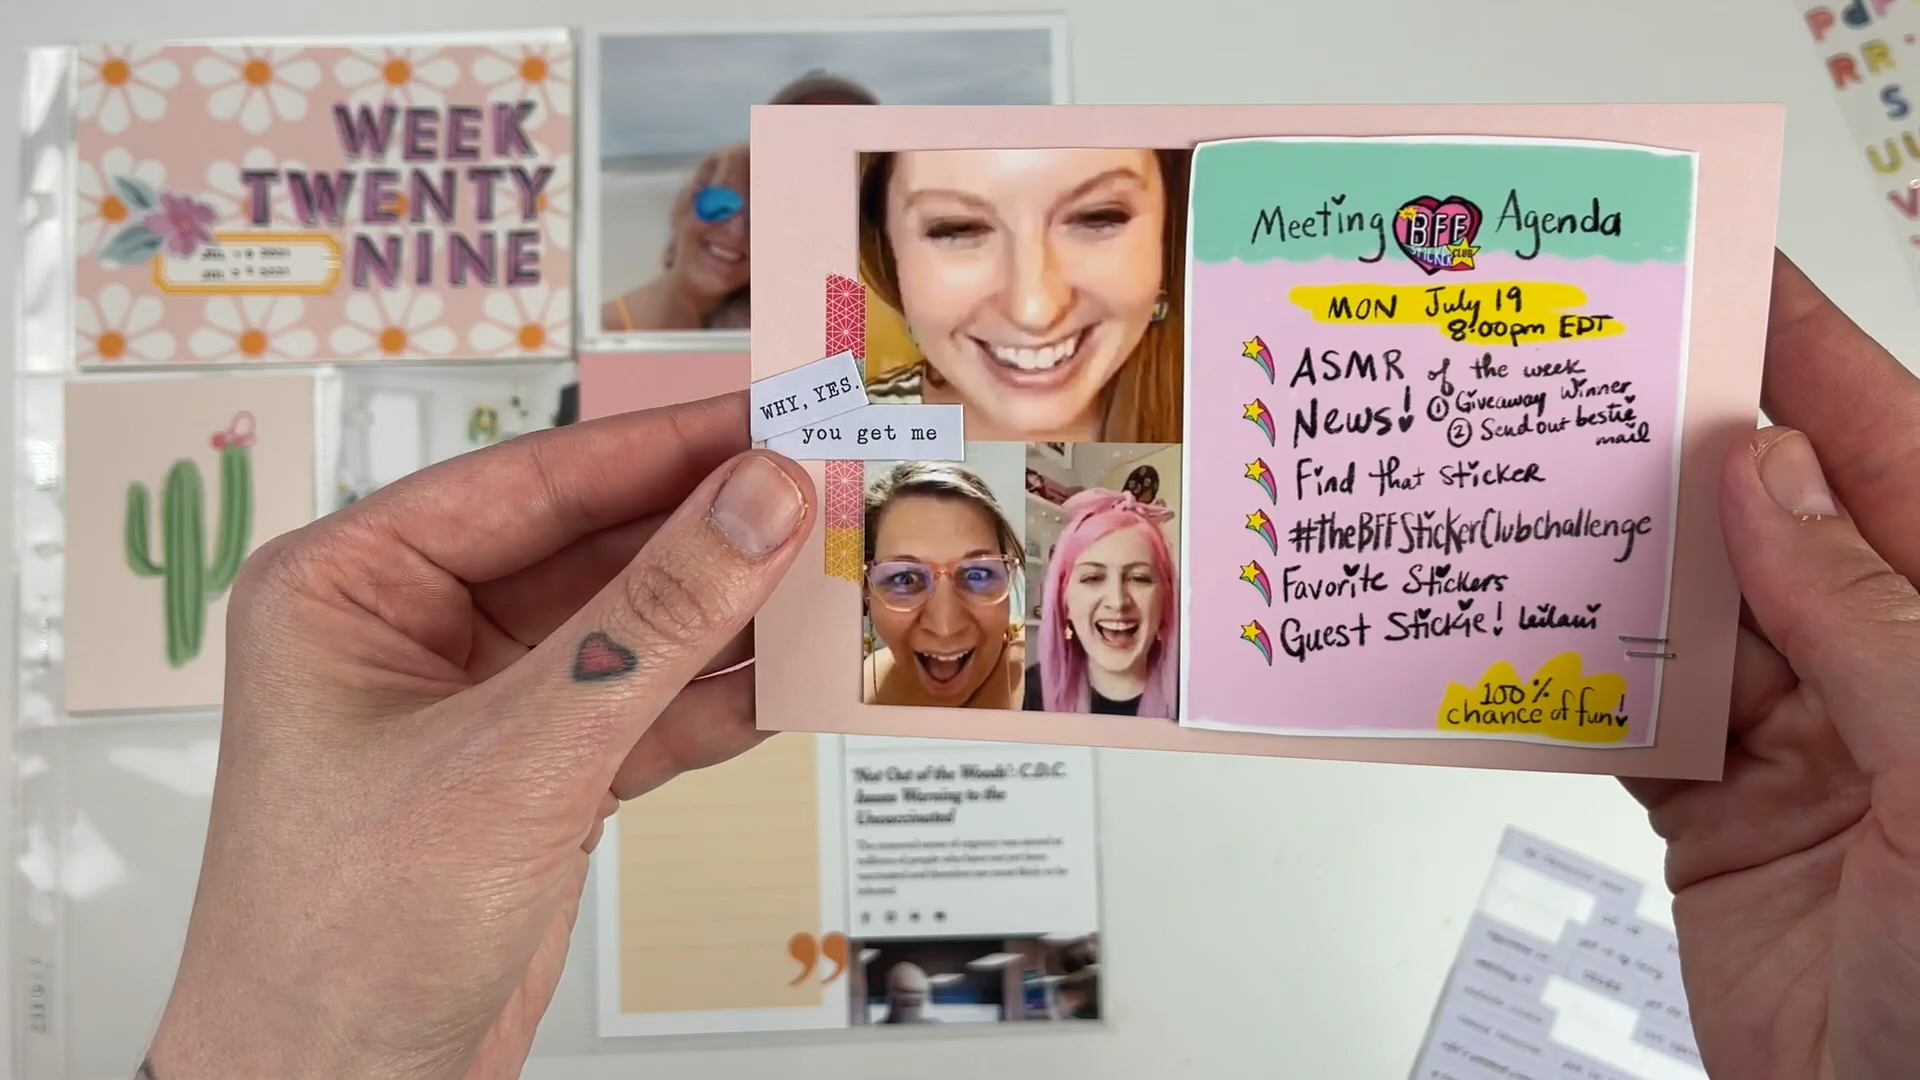 WEEK
TWENTY
NINE
WHY, YES.
you get me
Meeting BFF Agenda
STICKER CLUB
MON July 19
8:00pm EDT
ASMR of the week
News! ① Giveaway Winner
② Send out bestie
mail
Find that sticker
#TheBFFStickerClubchallenge
Favorite Stickers
Guest Stickie! Leilani
100%
chance of fun!
'Not Out of the Woods': C.D.C.
Issues Warning to the
Unvaccinated